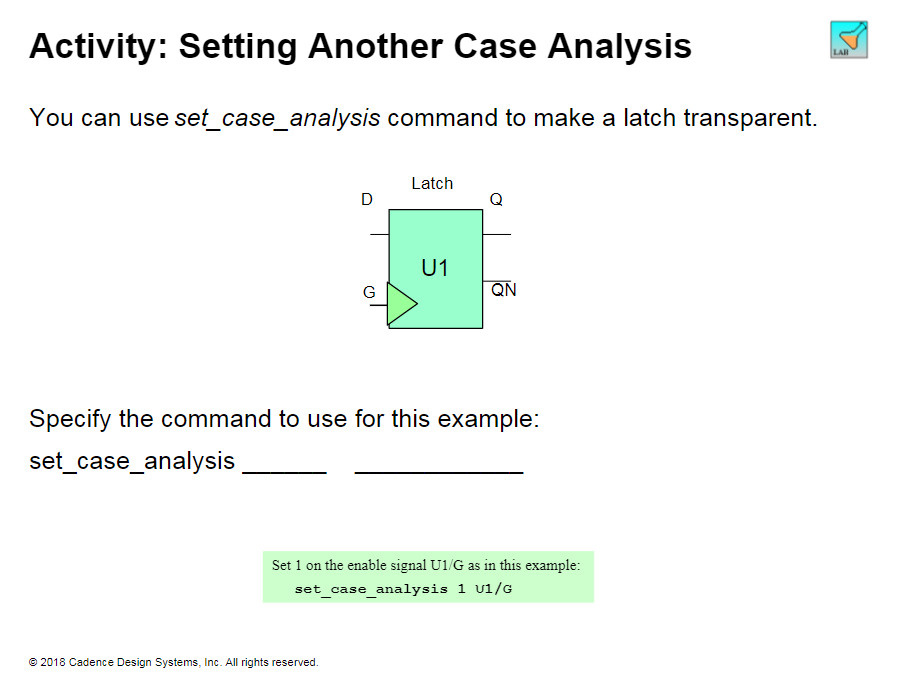 Activity: Setting Another Case Analysis
LAB
You can use set_case_analysis command to make a latch transparent.
Latch
D
Q
U1
G
QN
Specify the command to use for this example:
set_case_analysis ______ ____________
Set 1 on the enable signal U1/G as in this example:
set_case_analysis 1 U1/G
© 2018 Cadence Design Systems, Inc. All rights reserved.